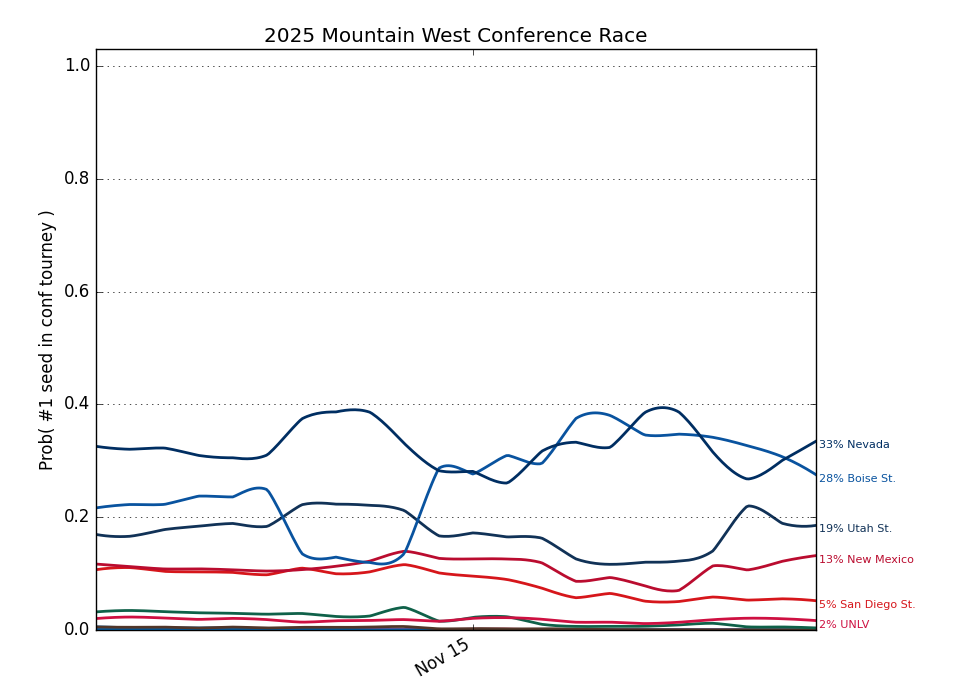 2025 Mountain West Conference Race
Prob( #1 seed in conf tourney )
1.0
0.8
0.6
0.4
0.2
0.0
33% Nevada
28% Boise St.
19% Utah St.
13% New Mexico
5% San Diego St.
2% UNLV
Nov 15